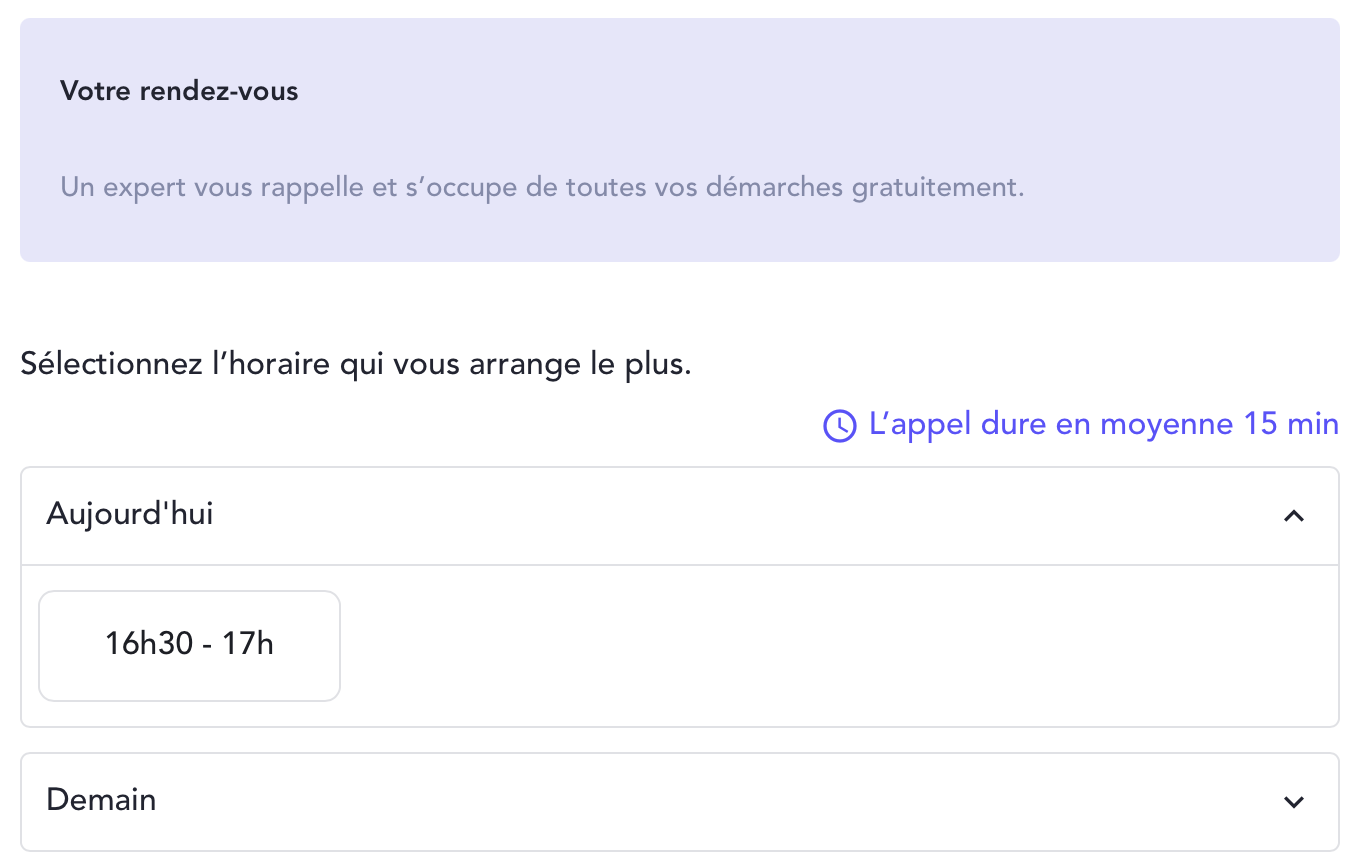 Votre rendez-vous
Un expert vous rappelle et s’occupe de toutes vos démarches gratuitement.
Sélectionnez l’horaire qui vous arrange le plus.
L’appel dure en moyenne 15 min
Aujourd'hui
16h30 - 17h
Demain